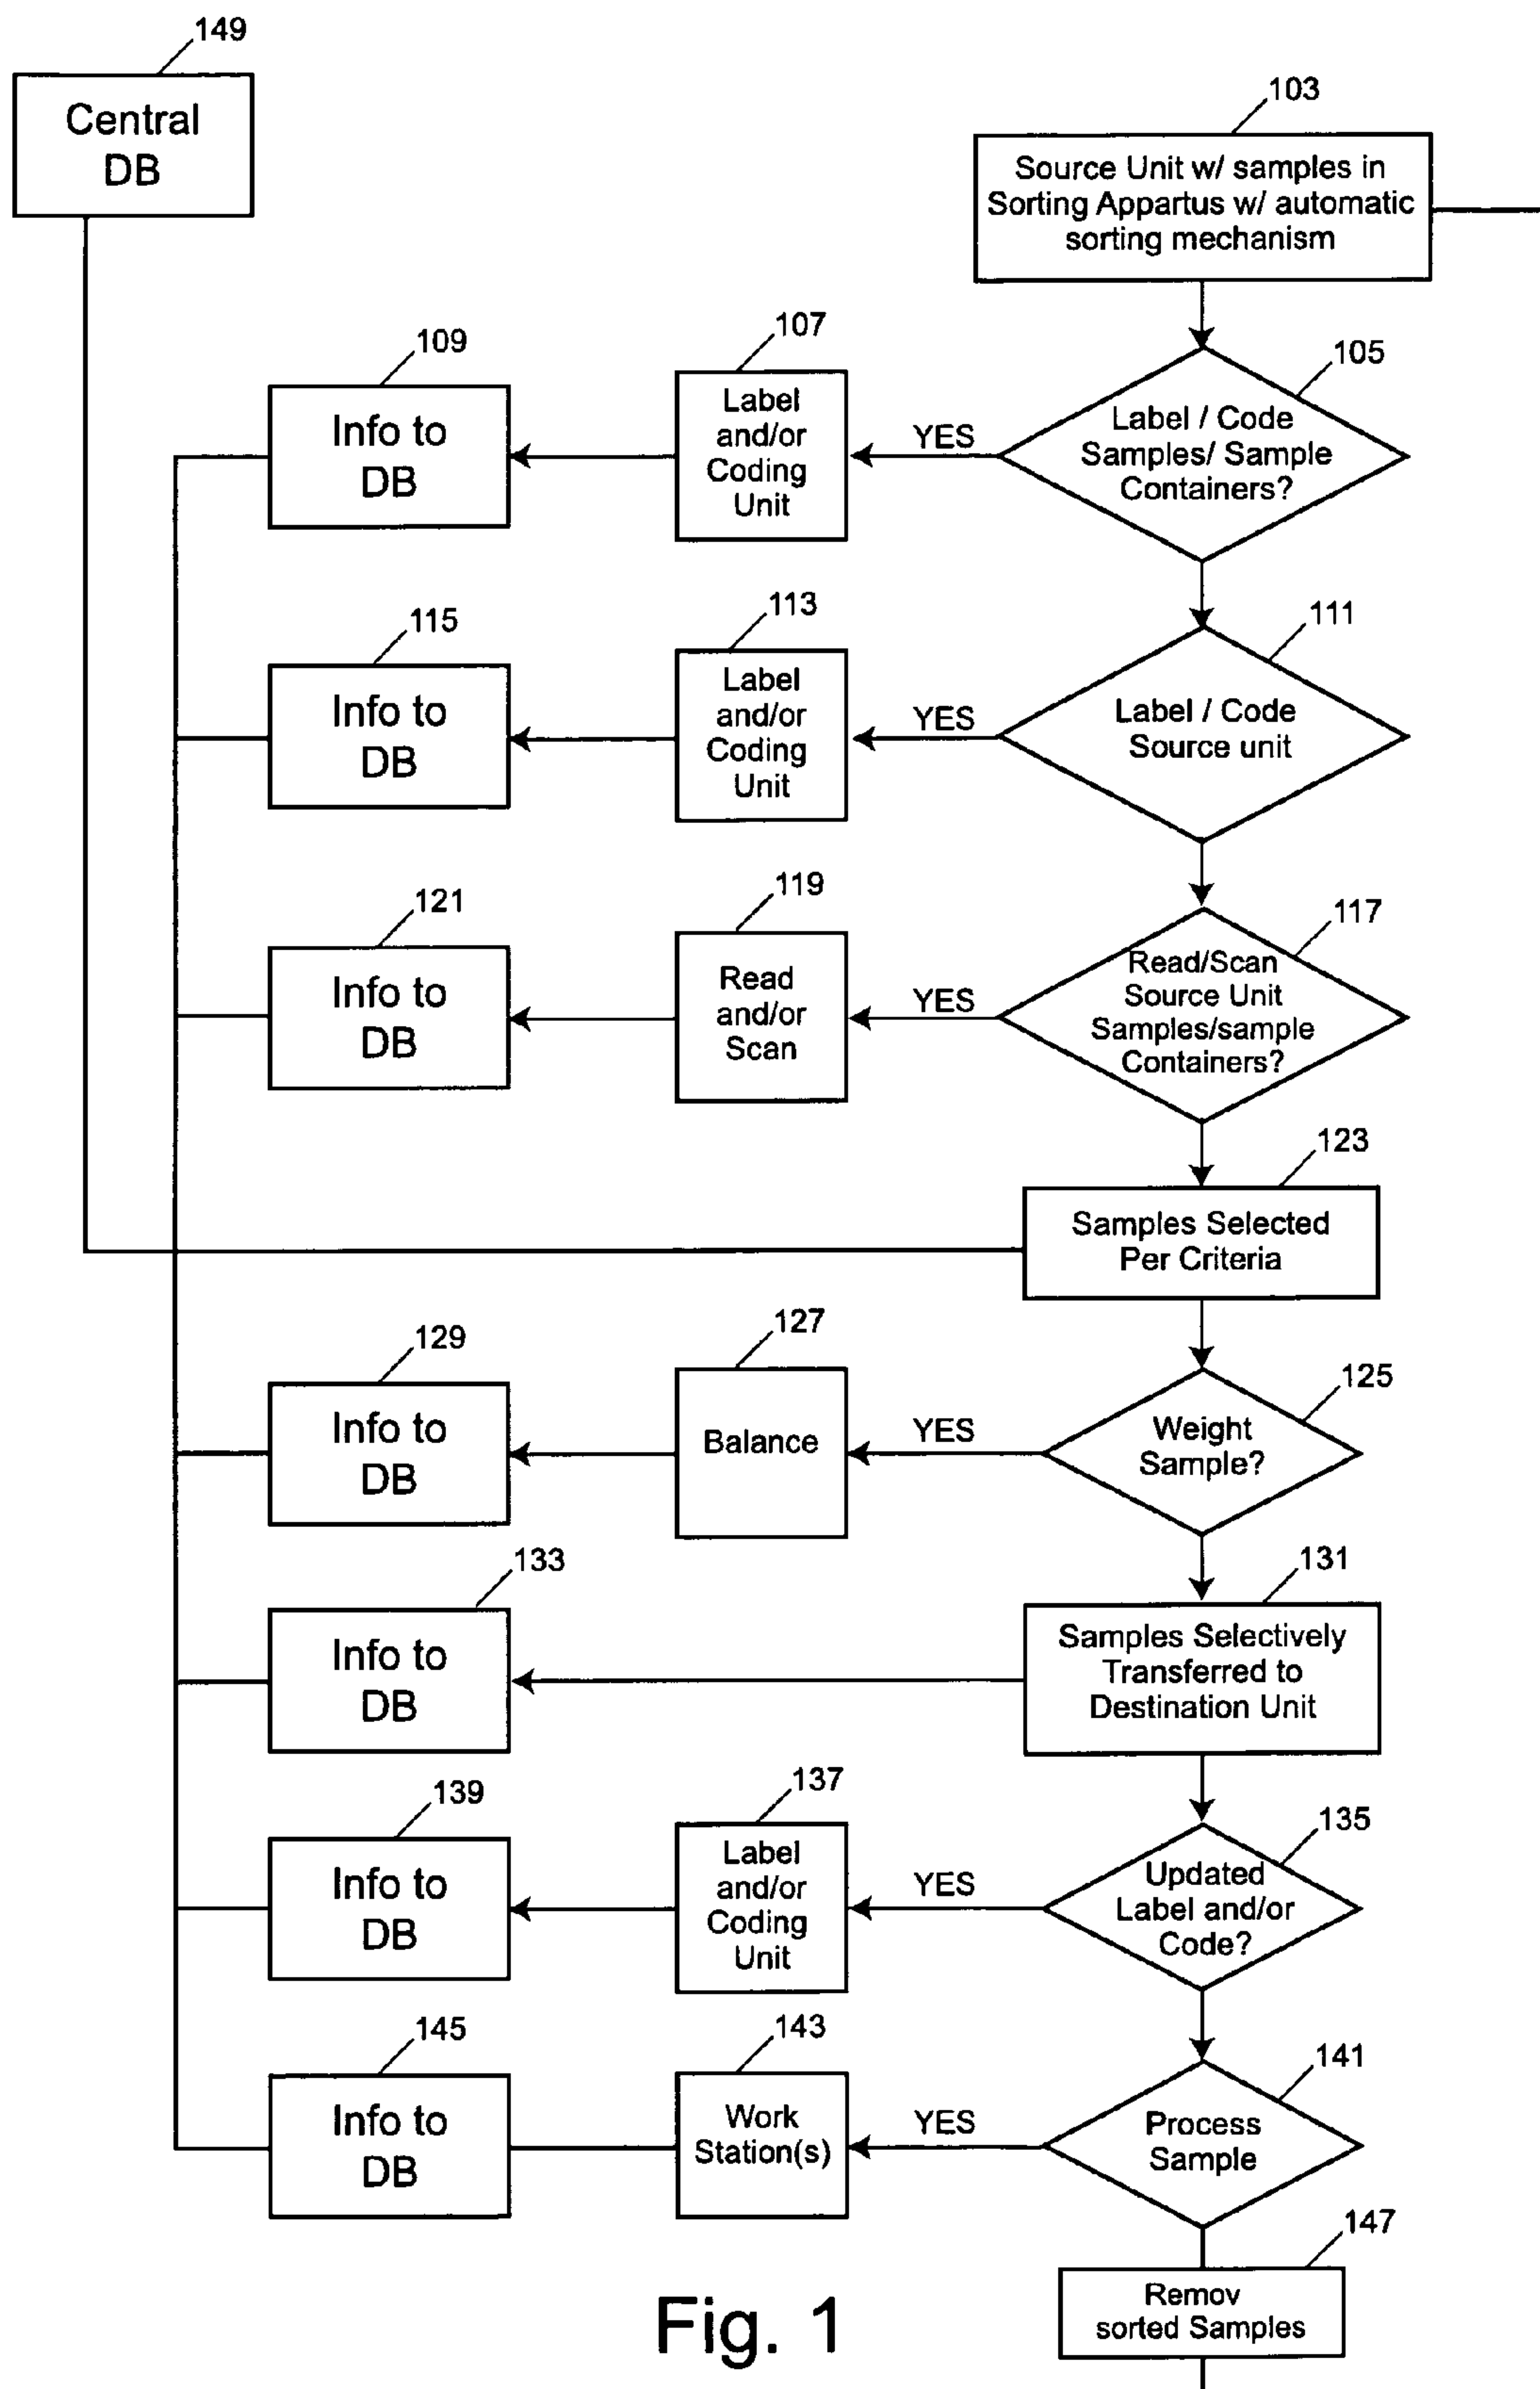 149
Central
DB
103
Source Unit w/ samples in
Sorting Appartus w/ automatic
sorting mechanism
109
Info to
DB
107
Label
and/or
Coding
Unit
YES
105
Label / Code
Samples/ Sample
Containers?
115
Info to
DB
113
Label
and/or
Coding
Unit
YES
111
Label / Code
Source unit
121
Info to
DB
119
Read
and/or
Scan
YES
117
Read/Scan
Source Unit
Samples/sample
Containers?
123
Samples Selected
Per Criteria
129
Info to
DB
127
Balance
YES
125
Weight
Sample?
133
Info to
DB
131
Samples Selectively
Transferred to
Destination Unit
139
Info to
DB
137
Label
and/or
Coding
Unit
YES
135
Updated
Label and/or
Code?
145
Info to
DB
143
Work
Station(s)
YES
141
Process
Sample
147
Remov
sorted Samples
Fig. 1